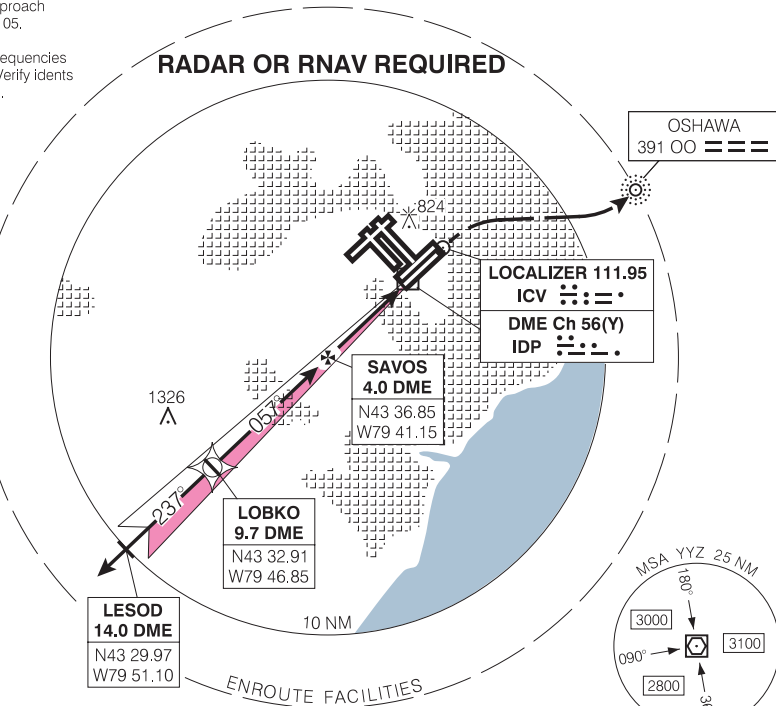 proach
05.
equencies
Verify idents
.
RADAR OR RNAV REQUIRED
OSHAWA
391 OO
824
LOCALIZER 111.95
ICV
DME Ch 56(Y)
IDP
SAVOS
4.0 DME
N43 36.85
W79 41.15
1326
057°
237°
LOBKO
9.7 DME
N43 32.91
W79 46.85
LESOD
14.0 DME
N43 29.97
W79 51.10
10 NM
ENROUTE FACILITIES
MSA YYZ 25 NM
180°
3000
3100
090°
2800